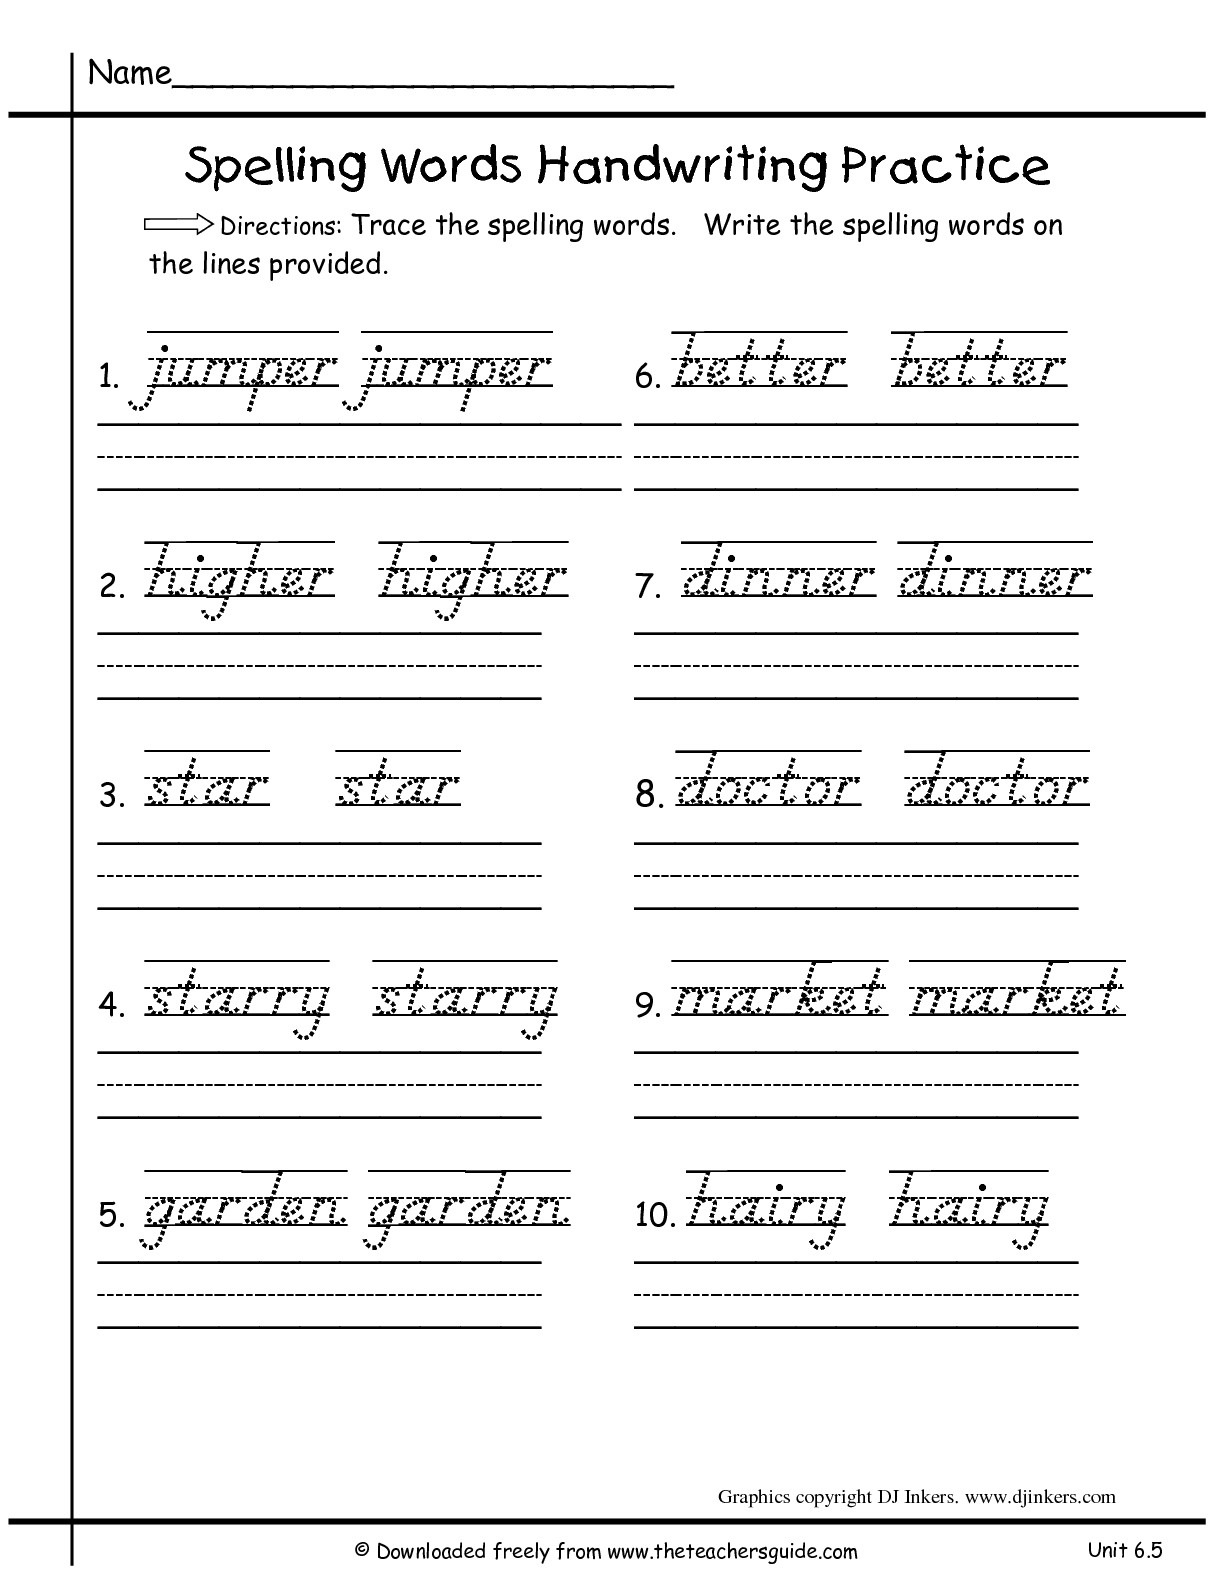 Name
Spelling Words Handwriting Practice
Directions: Trace the spelling words. Write the spelling words on
the lines provided.
1. jumper jumper
2. higher higher
3. star star
4. starry starry
5. garden garden
6. better better
7. dinner dinner
8. doctor doctor
9. market market
10. hairy hairy
Graphics copyright DJ Inkers. www.djinkers.com
© Downloaded freely from www.theteachersguide.com
Unit 6.5